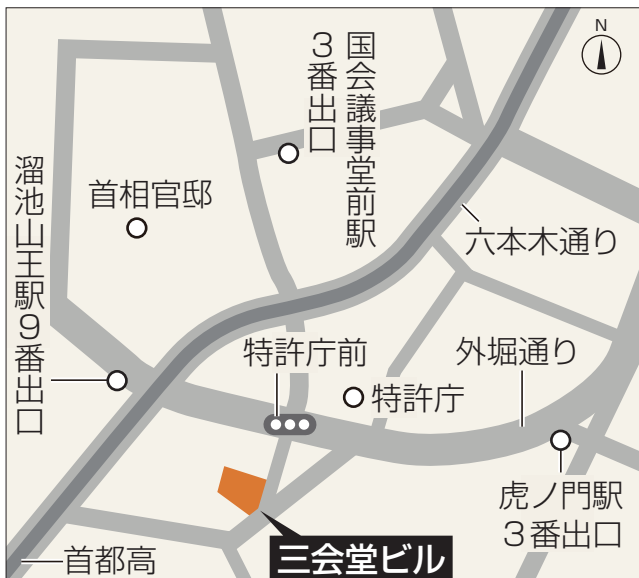 N
国会議事堂前駅
3番出口
溜池山王駅9番出口
首相官邸
六本木通り
特許庁前
外堀通り
特許庁
虎ノ門駅
3番出口
三会堂ビル
首都高